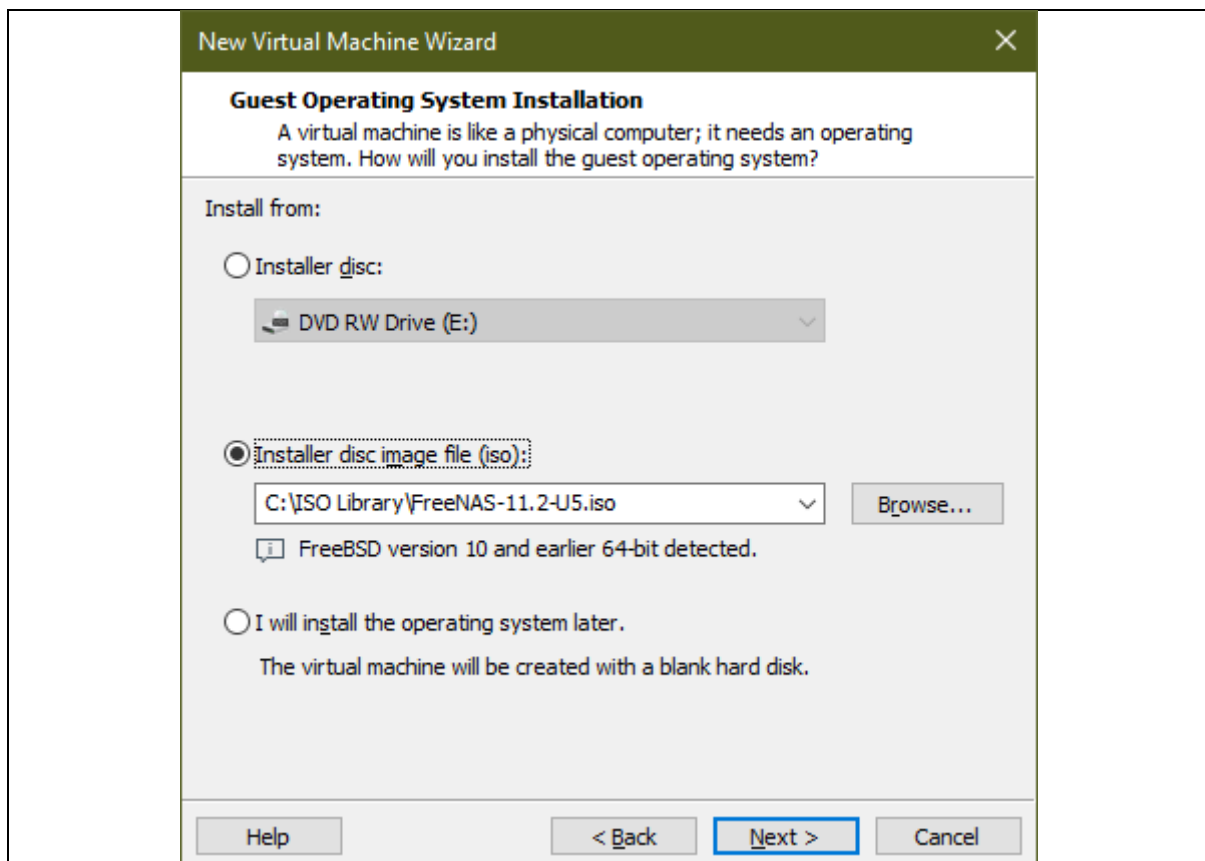 New Virtual Machine Wizard
Guest Operating System Installation
A virtual machine is like a physical computer; it needs an operating
system. How will you install the guest operating system?
Install from:
Installer disc:
DVD RW Drive (E:)
Installer disc image file (iso):
C:\ISO Library\FreeNAS-11.2-U5.iso
Browse...
FreeBSD version 10 and earlier 64-bit detected.
I will install the operating system later.
The virtual machine will be created with a blank hard disk.
Help
< Back
Next >
Cancel